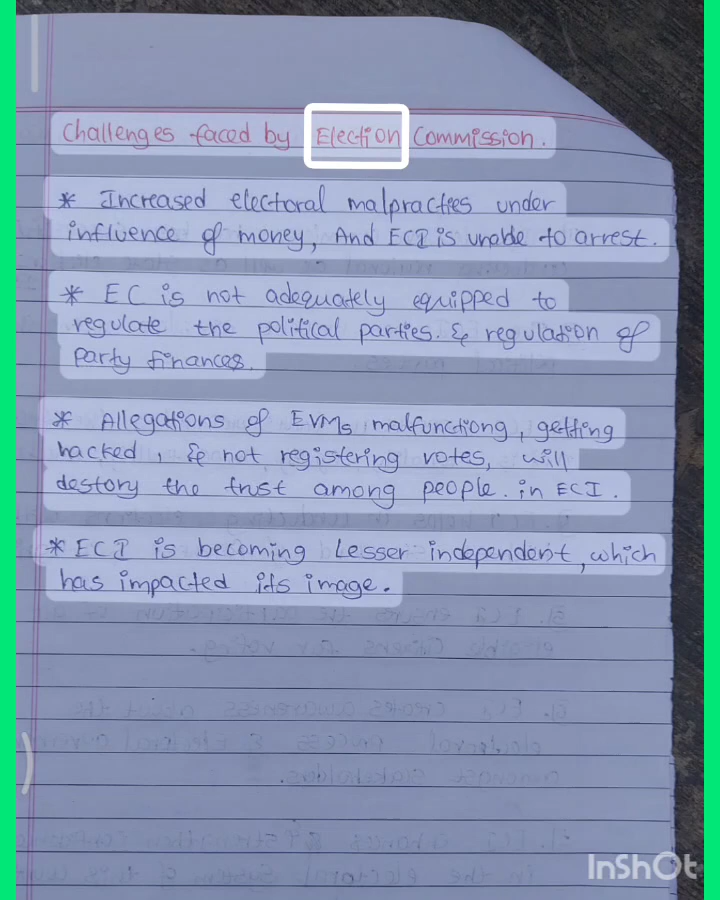 Challenges faced by Election Commission.
* Increased electoral malpracties under
influence of money, And ECI is unable to arrest.
* EC is not adequately equipped to
regulate the political parties. & regulation of
party finances.
* Allegations of EVMs malfunctiong, getting
hacked, & not registering votes, will
destory the trust among people. in ECI.
* ECI is becoming Lesser independent, which
has impacted its image.
InShOt